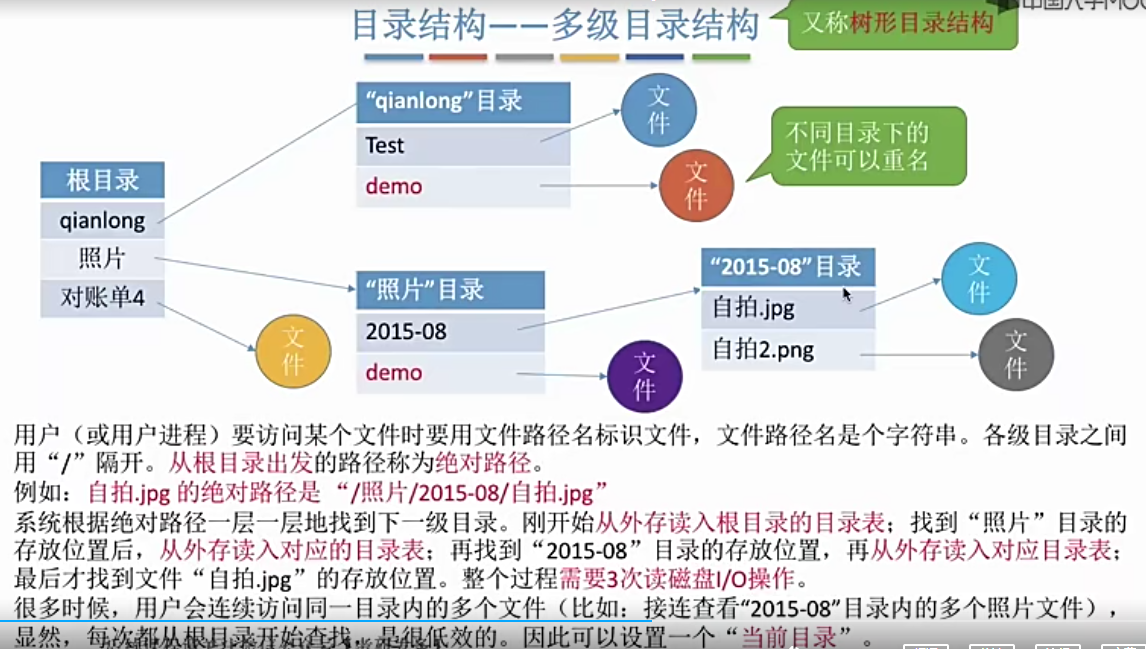 目录结构——多级目录结构
又称树形目录结构
中国大学MOO
“qianlong”目录
Test
demo
文件
文件
不同目录下的
文件可以重名
根目录
qianlong
照片
对账单4
文件
“照片”目录
2015-08
demo
文件
“2015-08”目录
自拍.jpg
自拍2.png
文件
文件
用户（或用户进程）要访问某个文件时要用文件路径名标识文件，文件路径名是个字符串。各级目录之间
用“/”隔开。从根目录出发的路径称为绝对路径。
例如：自拍.jpg 的绝对路径是“/照片/2015-08/自拍.jpg”
系统根据绝对路径一层一层地找到下一级目录。刚开始从外存读入根目录的目录表；找到“照片”目录的
存放位置后，从外存读入对应的目录表；再找到“2015-08”目录的存放位置，再从外存读入对应目录表；
最后才找到文件“自拍.jpg”的存放位置。整个过程需要3次读磁盘I/O操作。
很多时候，用户会连续访问同一目录内的多个文件（比如：接连查看“2015-08”目录内的多个照片文件），
显然，每次都从根目录开始查找，是很低效的。因此可以设置一个“当前目录”。